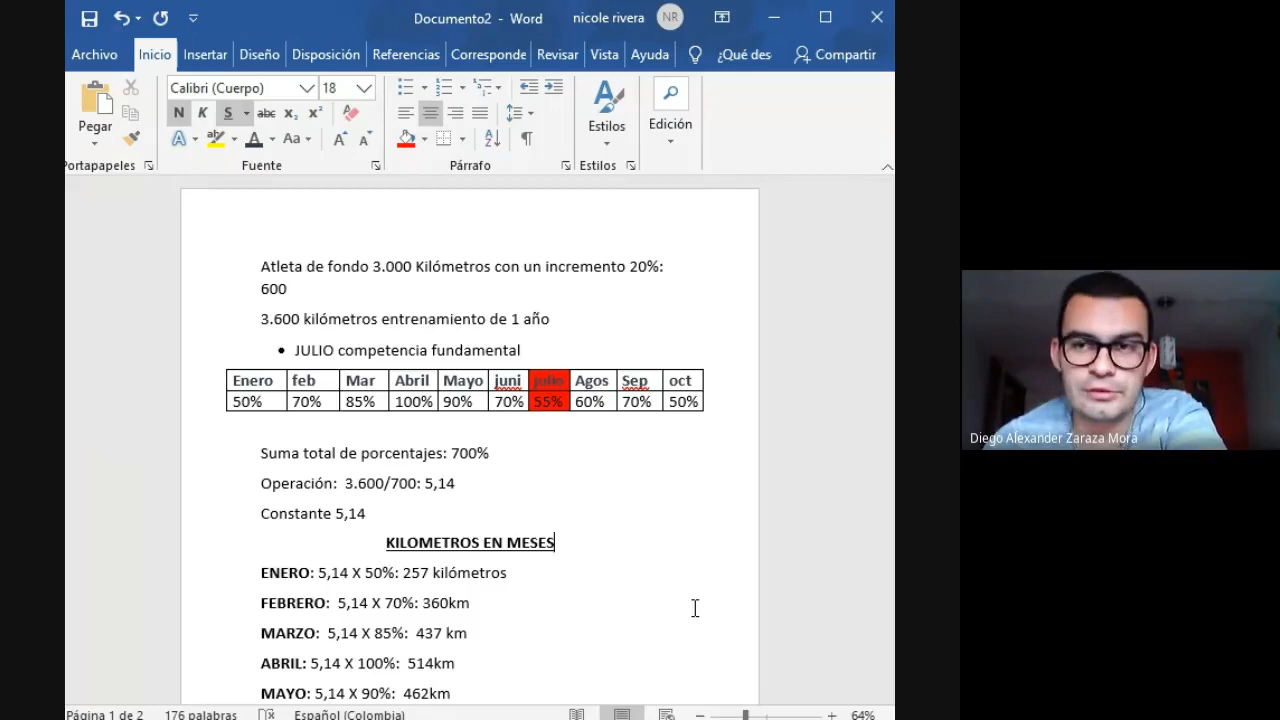 Documento2 - Word nicole rivera NR
Archivo Inicio Insertar Diseño Disposición Referencias Corresponde Revisar Vista Ayuda ¿Qué des Compartir
Calibri (Cuerpo) 18
N K S abc x₂ x²
Pegar
Estilos
Edición
A ab A Aa A A
ortapapeles Fuente Párrafo Estilos
Atleta de fondo 3.000 Kilómetros con un incremento 20%:
600
3.600 kilómetros entrenamiento de 1 año
• JULIO competencia fundamental
Enero feb Mar Abril Mayo juni julio Agos Sep oct
50% 70% 85% 100% 90% 70% 55% 60% 70% 50%
Suma total de porcentajes: 700%
Operación: 3.600/700: 5,14
Constante 5,14
KILOMETROS EN MESES
ENERO: 5,14 X 50%: 257 kilómetros
FEBRERO: 5,14 X 70%: 360km
MARZO: 5,14 X 85%: 437 km
ABRIL: 5,14 X 100%: 514km
MAYO: 5,14 X 90%: 462km
Página 1 de 2 176 palabras Español (Colombia) 64%
Diego Alexander Zaraza Mora